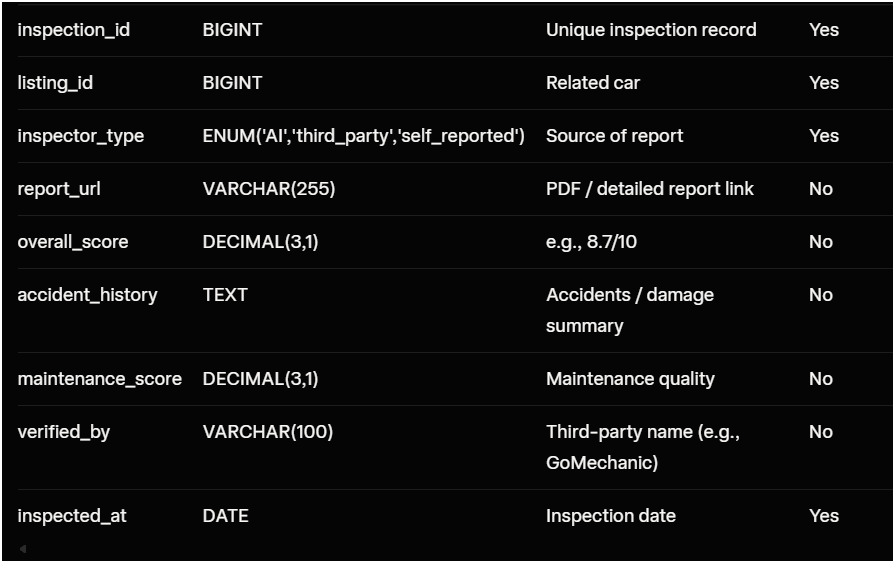 inspection_id BIGINT Unique inspection record Yes
listing_id BIGINT Related car Yes
inspector_type ENUM('AI','third_party','self_reported') Source of report Yes
report_url VARCHAR(255) PDF / detailed report link No
overall_score DECIMAL(3,1) e.g., 8.7/10 No
accident_history TEXT Accidents / damage No
summary
maintenance_score DECIMAL(3,1) Maintenance quality No
verified_by VARCHAR(100) Third-party name (e.g., No
GoMechanic)
inspected_at DATE Inspection date Yes